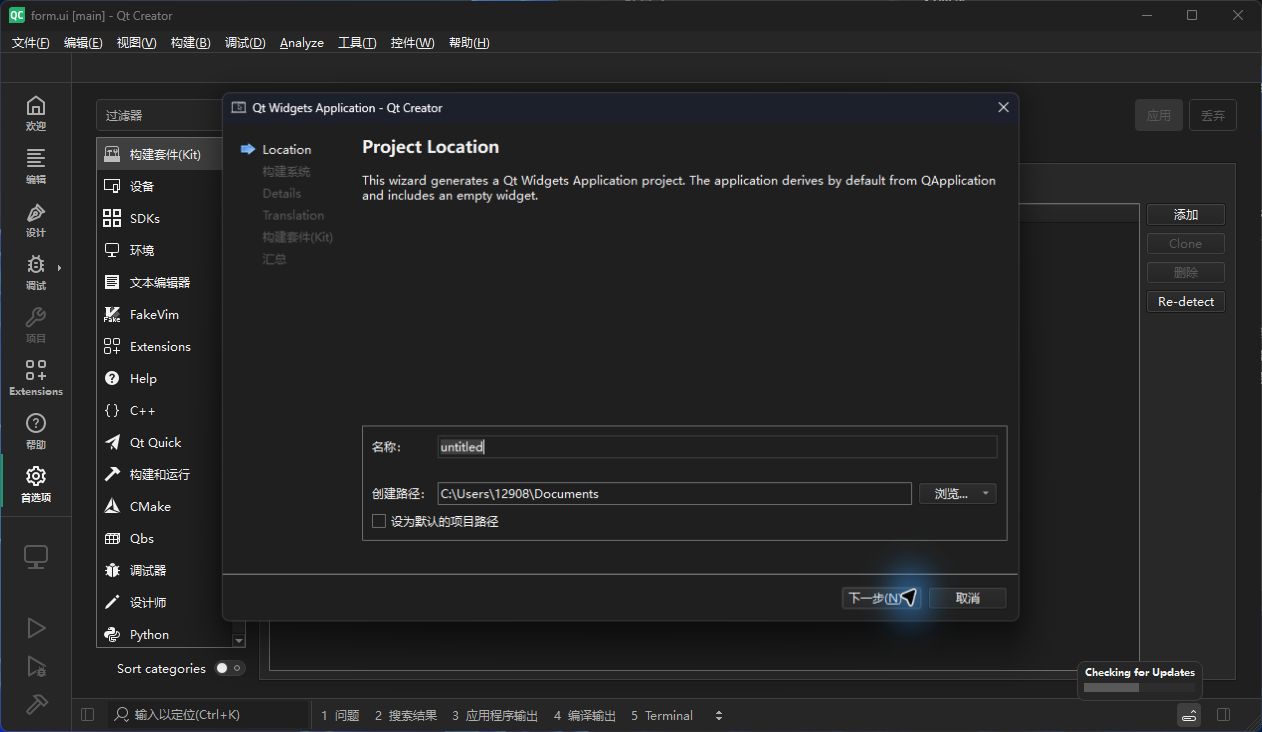 QC form.ui [main] - Qt Creator
文件(F) 编辑(E) 视图(V) 构建(B) 调试(D) Analyze 工具(T) 控件(W) 帮助(H)
欢迎
编辑
设计
调试
项目
Extensions
帮助
首选项
过滤器
构建套件(Kit)
设备
SDKs
环境
文本编辑器
FakeVim
Extensions
Help
C++
Qt Quick
构建和运行
CMake
Qbs
调试器
设计师
Python
Sort categories
Qt Widgets Application - Qt Creator
Location
构建系统
Details
Translation
构建套件(Kit)
汇总
Project Location
This wizard generates a Qt Widgets Application project. The application derives by default from QApplication
and includes an empty widget.
名称: untitled
创建路径: C:\Users\12908\Documents 浏览...
设为默认的项目路径
下一步(N) 取消
应用 丢弃
添加
Clone
删除
Re-detect
Checking for Updates
输入以定位(Ctrl+K) 1 问题 2 搜索结果 3 应用程序输出 4 编译输出 5 Terminal